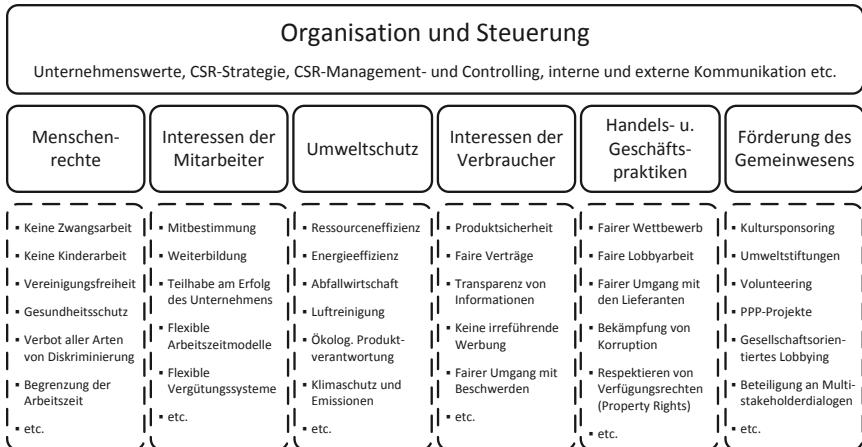 Organisation und Steuerung
Unternehmenswerte, CSR-Strategie, CSR-Management- und Controlling, interne und externe Kommunikation etc.
Menschen-
rechte
Interessen der
Mitarbeiter
Umweltschutz
Interessen der
Verbraucher
Handels- u.
Geschäfts-
praktiken
Förderung des
Gemeinwesens
▪ Keine Zwangsarbeit
▪ Keine Kinderarbeit
▪ Vereinigungsfreiheit
▪ Gesundheitsschutz
▪ Verbot aller Arten
von Diskriminierung
▪ Begrenzung der
Arbeitszeit
▪ etc.
▪ Mitbestimmung
▪ Weiterbildung
▪ Teilhabe am Erfolg
des Unternehmens
▪ Flexible
Arbeitszeitmodelle
▪ Flexible
Vergütungssysteme
▪ etc.
▪ Ressourceneffizienz
▪ Energieeffizienz
▪ Abfallwirtschaft
▪ Luftreinigung
▪ Ökolog. Produkt-
verantwortung
▪ Klimaschutz und
Emissionen
▪ etc.
▪ Produktsicherheit
▪ Faire Verträge
▪ Transparenz von
Informationen
▪ Keine irreführende
Werbung
▪ Fairer Umgang mit
Beschwerden
▪ etc.
▪ Fairer Wettbewerb
▪ Faire Lobbyarbeit
▪ Fairer Umgang mit
den Lieferanten
▪ Bekämpfung von
Korruption
▪ Respektieren von
Verfügungsrechten
(Property Rights)
▪ etc.
▪ Kultursponsoring
▪ Umweltstiftungen
▪ Volunteering
▪ PPP-Projekte
▪ Gesellschaftsorien-
tiertes Lobbying
▪ Beteiligung an Multi-
stakeholderdialogen
▪ etc.